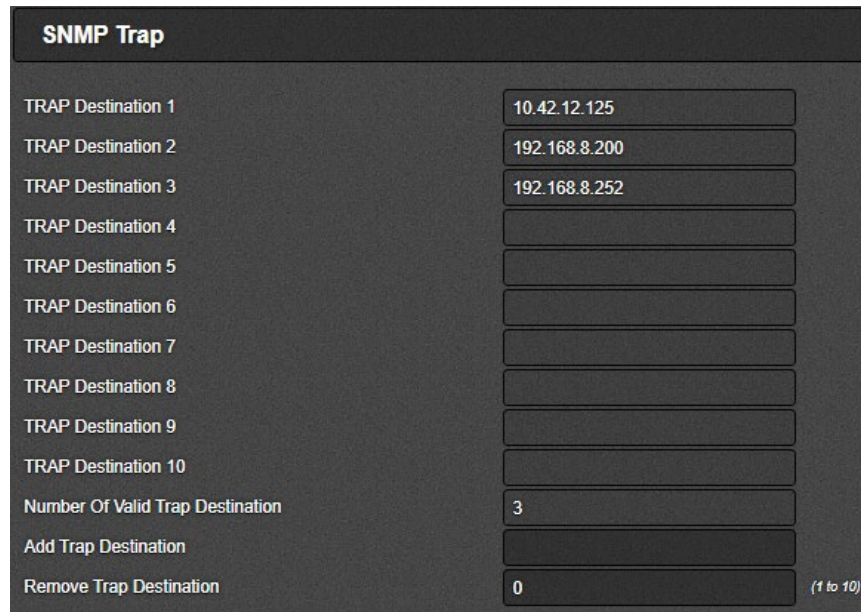 SNMP Trap
TRAP Destination 1 10.42.12.125
TRAP Destination 2 192.168.8.200
TRAP Destination 3 192.168.8.252
TRAP Destination 4
TRAP Destination 5
TRAP Destination 6
TRAP Destination 7
TRAP Destination 8
TRAP Destination 9
TRAP Destination 10
Number Of Valid Trap Destination 3
Add Trap Destination
Remove Trap Destination 0 (1 to 10)